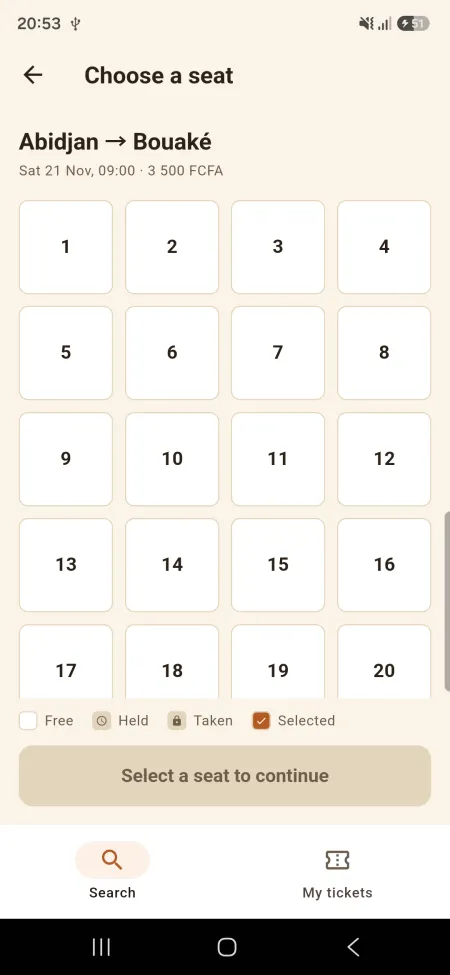 20:53
51
Choose a seat
Abidjan → Bouaké
Sat 21 Nov, 09:00 · 3 500 FCFA
1 2 3 4
5 6 7 8
9 10 11 12
13 14 15 16
17 18 19 20
Free Held Taken Selected
Select a seat to continue
Search My tickets